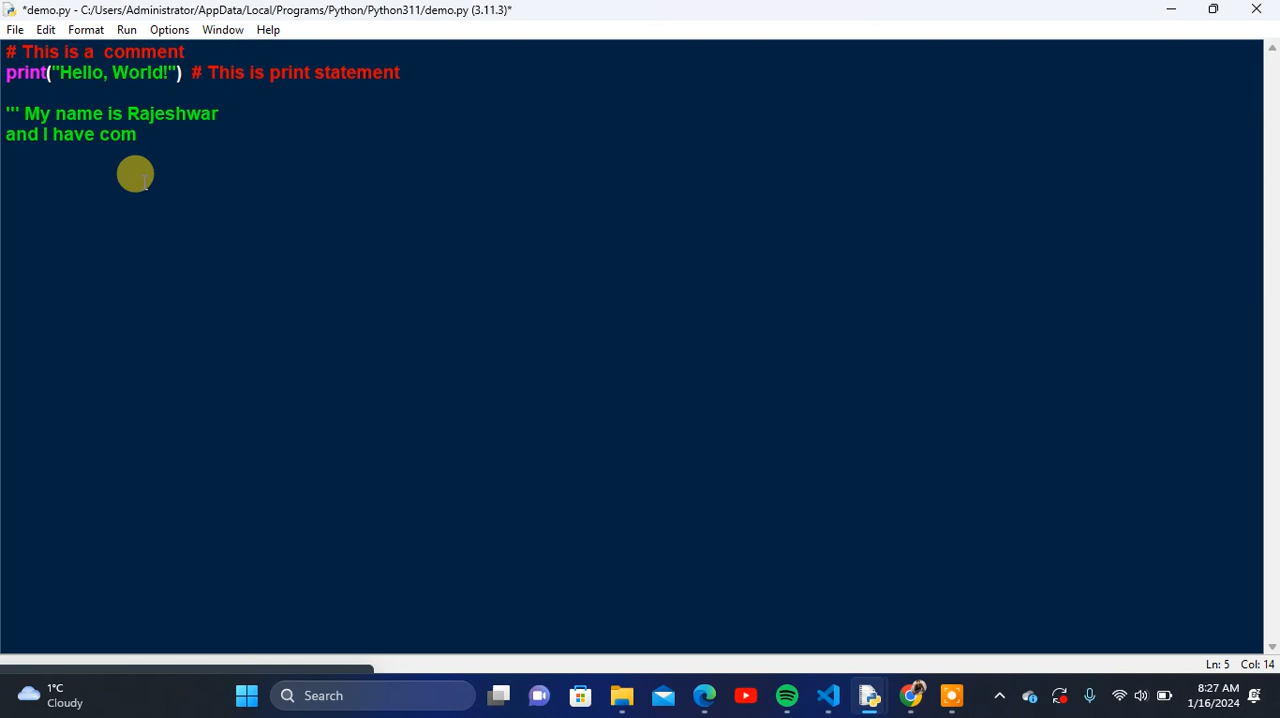 *demo.py - C:/Users/Administrator/AppData/Local/Programs/Python/Python311/demo.py (3.11.3)*
File Edit Format Run Options Window Help
# This is a  comment
print("Hello, World!")  # This is print statement
''' My name is Rajeshwar
and I have com
Ln: 5 Col: 14
1°C
Cloudy
Search
8:27 AM
1/16/2024